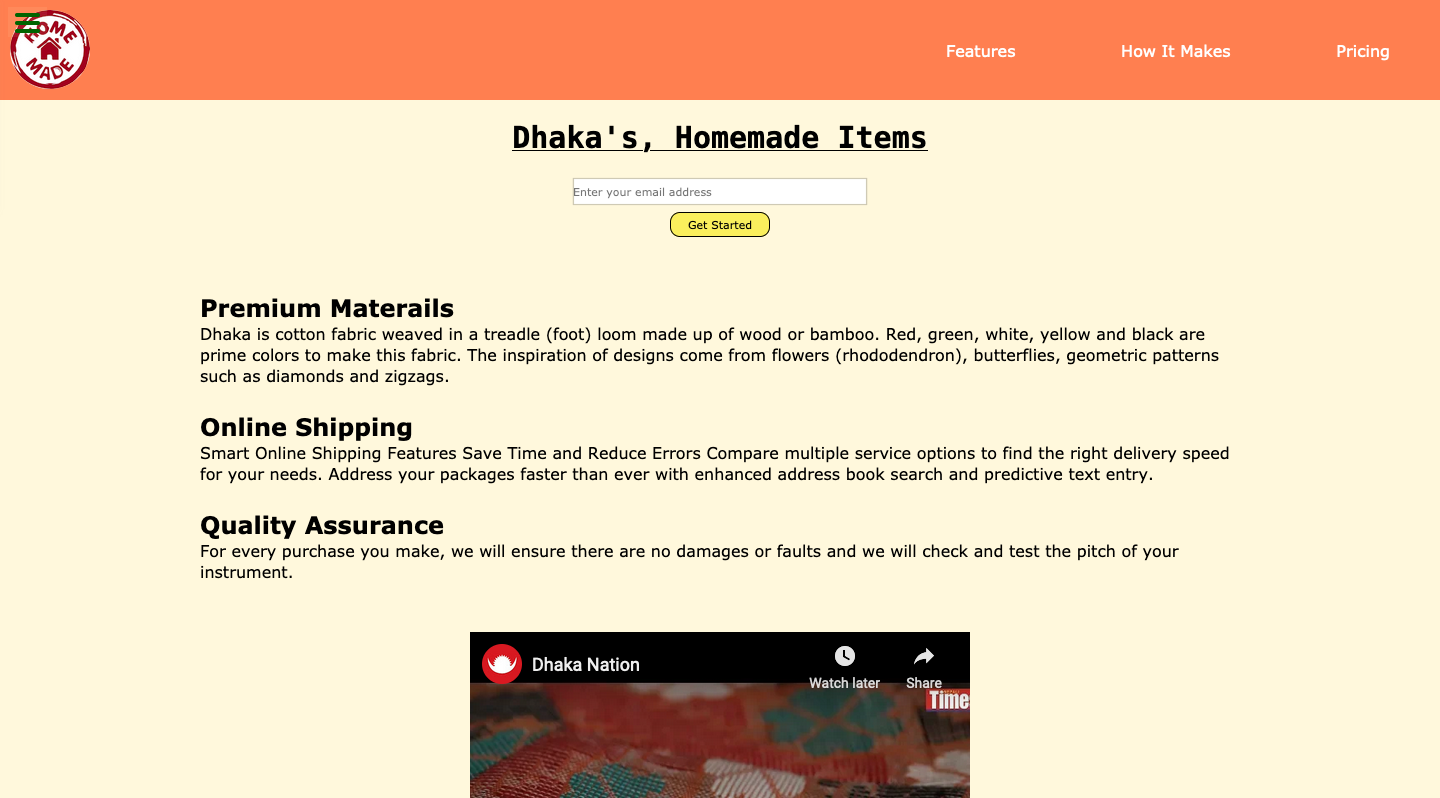 HOME
MADE
Features
How It Makes
Pricing
Dhaka's, Homemade Items
Enter your email address
Get Started
Premium Materails
Dhaka is cotton fabric weaved in a treadle (foot) loom made up of wood or bamboo. Red, green, white, yellow and black are
prime colors to make this fabric. The inspiration of designs come from flowers (rhododendron), butterflies, geometric patterns
such as diamonds and zigzags.
Online Shipping
Smart Online Shipping Features Save Time and Reduce Errors Compare multiple service options to find the right delivery speed
for your needs. Address your packages faster than ever with enhanced address book search and predictive text entry.
Quality Assurance
For every purchase you make, we will ensure there are no damages or faults and we will check and test the pitch of your
instrument.
Dhaka Nation
Watch later
Share
Time